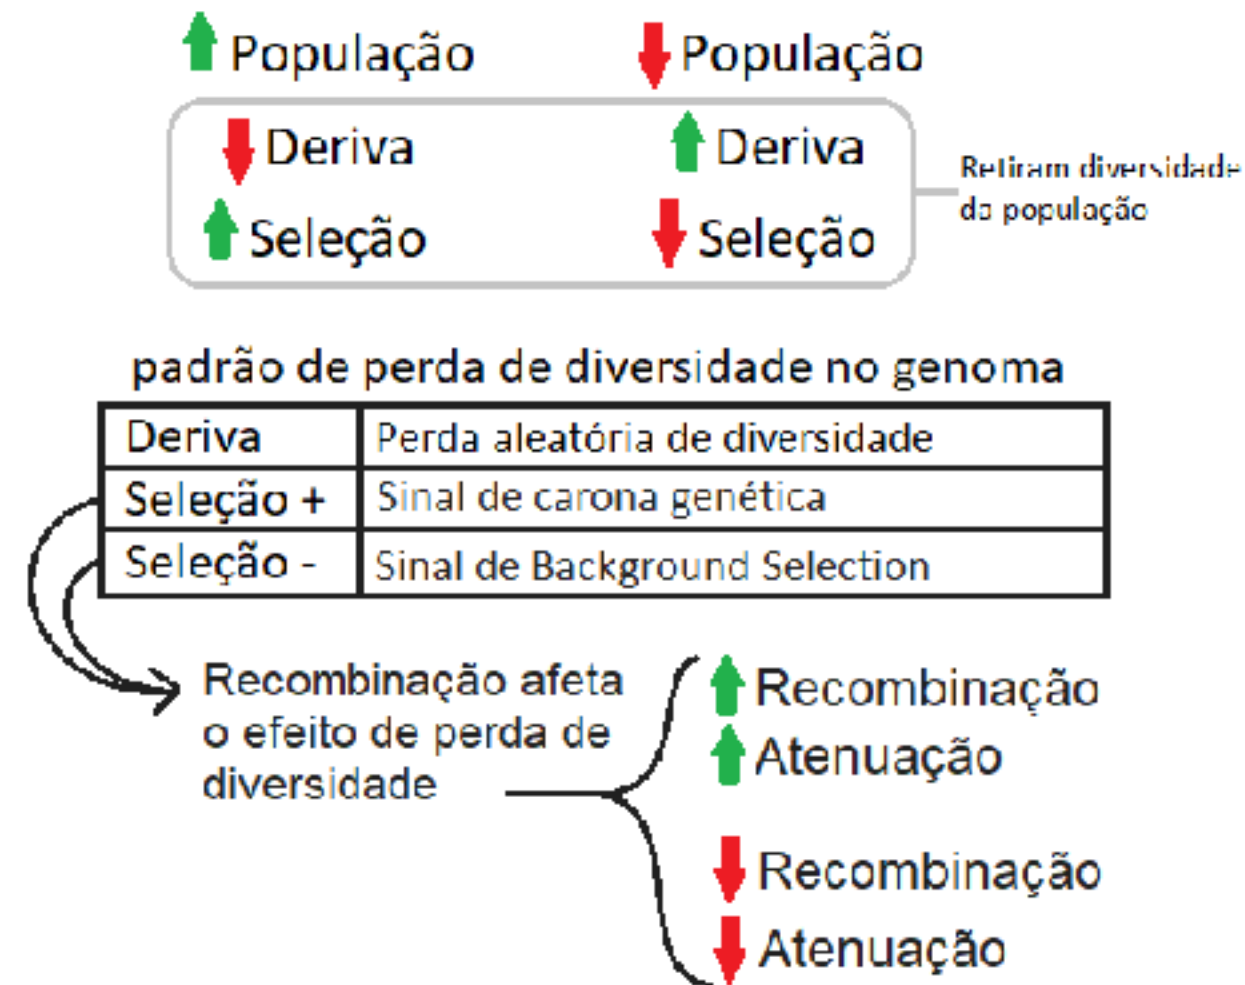 População População
Deriva Deriva
Seleção Seleção
Retiram diversidade
da população
padrão de perda de diversidade no genoma
Deriva Perda aleatória de diversidade
Seleção + Sinal de carona genética
Seleção - Sinal de Background Selection
Recombinação afeta
o efeito de perda de
diversidade
Recombinação
Atenuação
Recombinação
Atenuação